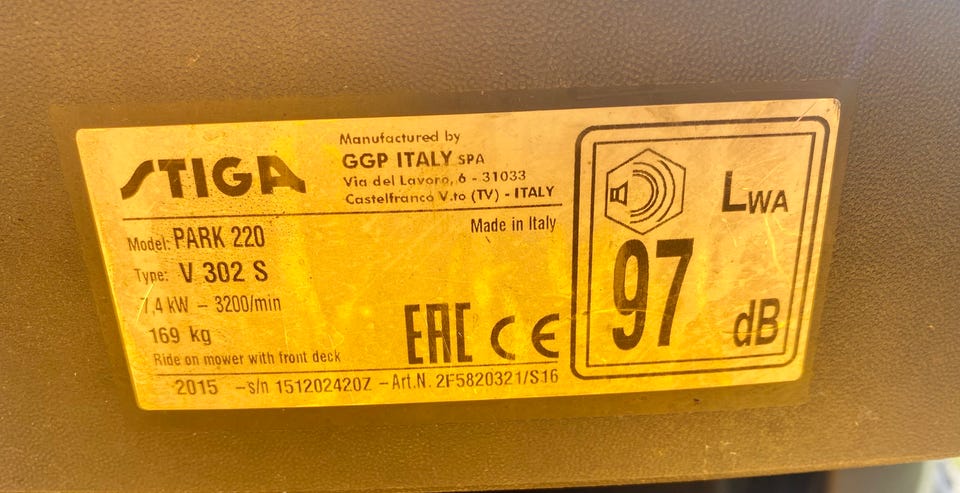 STIGA
Manufactured by
GGP ITALY SPA
Via del Lavoro, 6 - 31033
Castelfranco V.to (TV) - ITALY
Made in Italy
Model: PARK 220
Type: V 302 S
7,4 kW – 3200/min
169 kg
Ride on mower with front deck
2015 -s/n 151202420Z -Art.N. 2F5820321/S16
EAC CE
LWA
97
dB